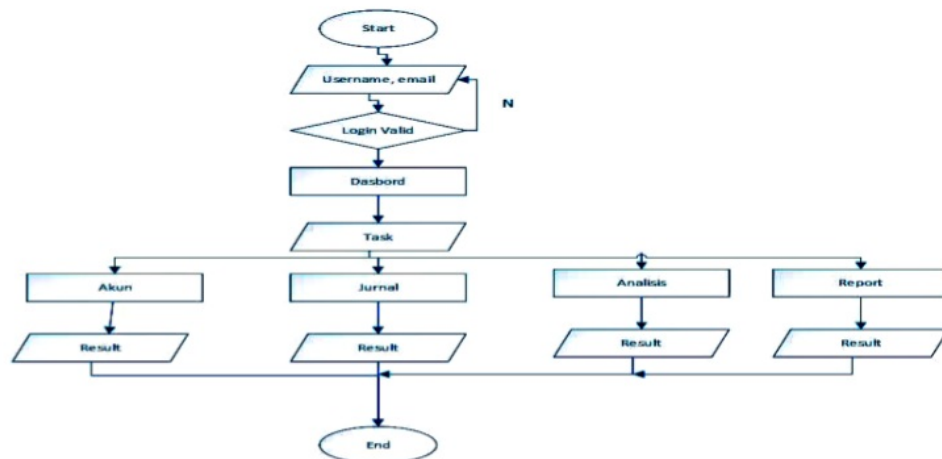 Start
Username, email
N
Login Valid
Dasbord
Task
Akun
Jurnal
Analisis
Report
Result
Result
Result
Result
End